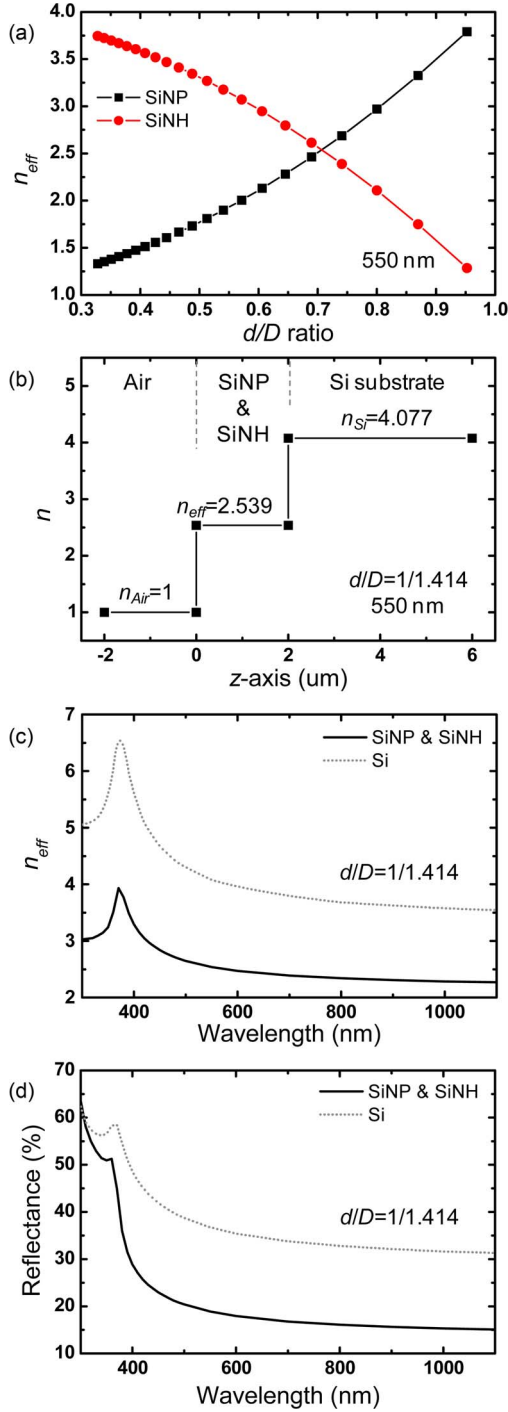 (a)
4.0
3.5
3.0
2.5
2.0
1.5
1.0
n_eff
SiNP
SiNH
550 nm
0.3 0.4 0.5 0.6 0.7 0.8 0.9 1.0
d/D ratio
(b)
Air
SiNP
&
SiNH
Si substrate
n_Si=4.077
n_eff=2.539
n_Air=1
d/D=1/1.414
550 nm
5
4
3
2
1
n
-2 0 2 4 6
z-axis (um)
(c)
7
6
5
4
3
2
n_eff
SiNP & SiNH
Si
d/D=1/1.414
400 600 800 1000
Wavelength (nm)
(d)
70
60
50
40
30
20
10
Reflectance (%)
SiNP & SiNH
Si
d/D=1/1.414
400 600 800 1000
Wavelength (nm)